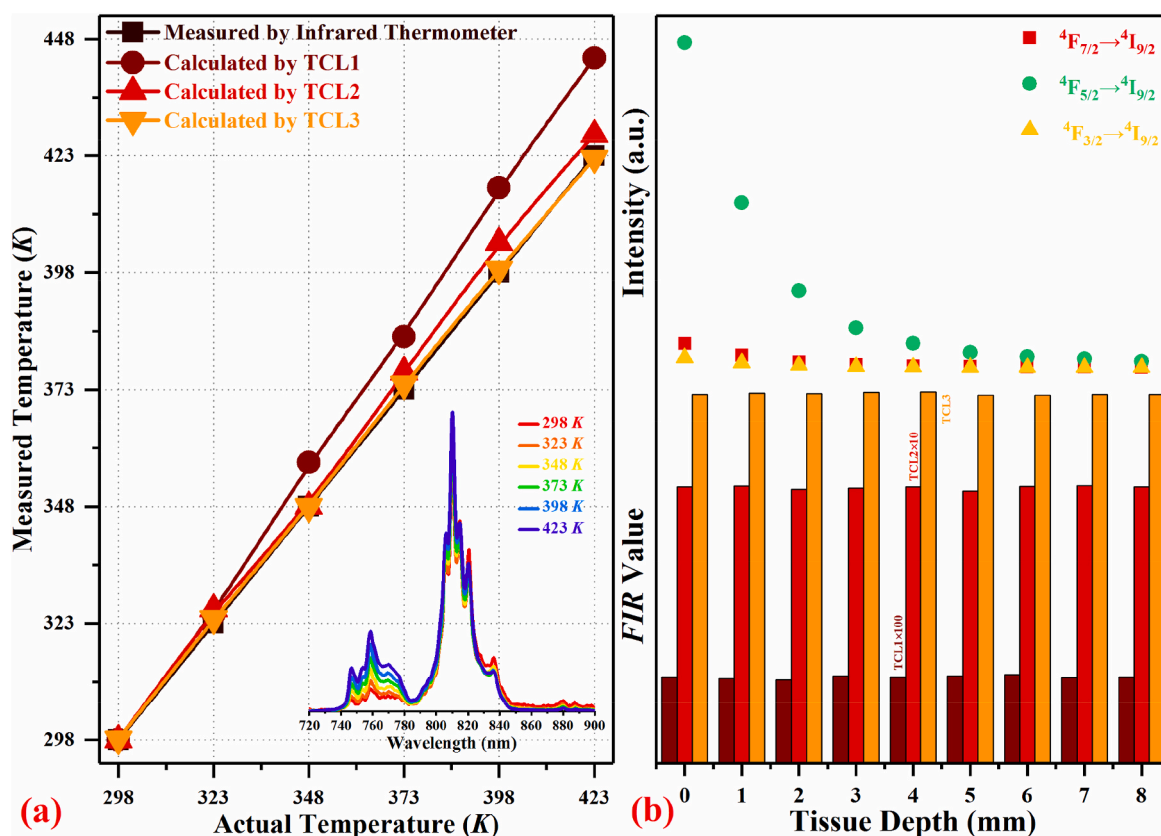 Measured by Infrared Thermometer
Calculated by TCL1
Calculated by TCL2
Calculated by TCL3
448
423
398
373
348
323
298
Measured Temperature (K)
298 K
323 K
348 K
373 K
398 K
423 K
720 740 760 780 800 820 840 860 880 900
Wavelength (nm)
298 323 348 373 398 423
Actual Temperature (K)
(a)
⁴F₇/₂→⁴I₉/₂
⁴F₅/₂→⁴I₉/₂
⁴F₃/₂→⁴I₉/₂
Intensity (a.u.)
FIR Value
TCL1×100
TCL2×10
TCL3
0 1 2 3 4 5 6 7 8
Tissue Depth (mm)
(b)